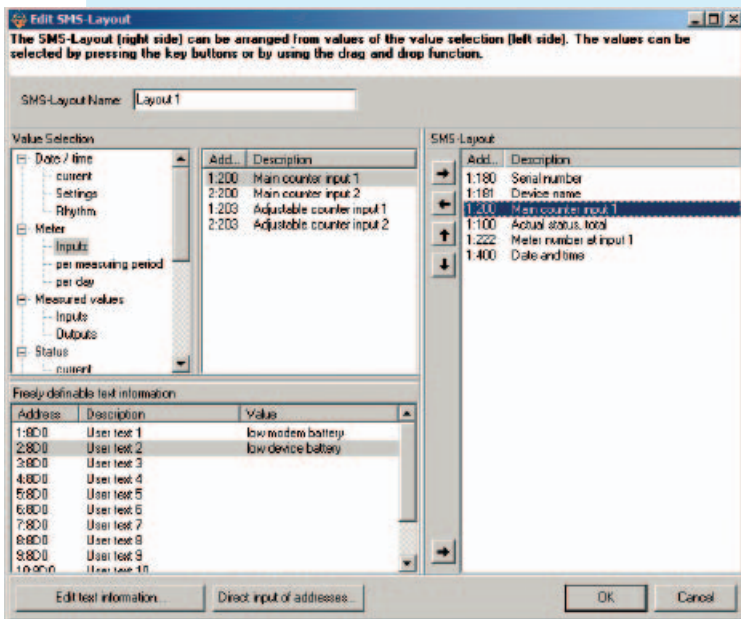 Edit SMS-Layout
The SMS-Layout (right side) can be arranged from values of the value selection (left side). The values can be
selected by pressing the key buttons or by using the drag and drop function.
SMS-Layout Name: Layout 1
Value Selection
Date / time
current
Settings
Rhythm
Meter
Inputs
per measuring period
per day
Measured values
Inputs
Outputs
Status
current
Add... Description
1:200 Main counter input 1
2:200 Main counter input 2
1:203 Adjustable counter input 1
2:203 Adjustable counter input 2
SMS-Layout
Add... Description
1:180 Serial number
1:181 Device name
1:200 Main counter input 1
1:100 Actual status, total
1:222 Meter number at input 1
1:400 Date and time
Freely definable text information
Address Description Value
1:8D0 User text 1 low modem battery
2:8D0 User text 2 low device battery
3:8D0 User text 3
4:8D0 User text 4
5:8D0 User text 5
6:8D0 User text 6
7:8D0 User text 7
8:8D0 User text 8
9:8D0 User text 9
10:8D0 User text 10
Edit text information... Direct input of addresses... OK Cancel